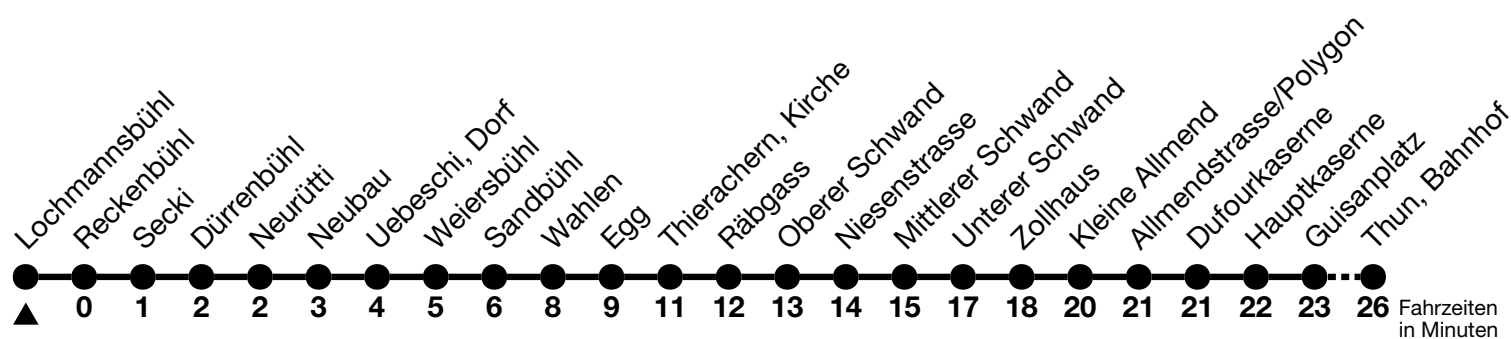 Lochmannsbühl
Reckenbühl
Secki
Dürrenbühl
Neurütti
Neubau
Uebeschi, Dorf
Weiersbühl
Sandbühl
Wahlen
Egg
Thierachern, Kirche
Räbgass
Oberer Schwand
Niesenstrasse
Mittlerer Schwand
Unterer Schwand
Zollhaus
Kleine Allmend
Allmendstrasse/Polygon
Dufourkaserne
Hauptkaserne
Guisanplatz
Thun, Bahnhof
0 1 2 2 3 4 5 6 8 9 11 12 13 14 15 17 18 20 21 21 22 23 26 Fahrzeiten
in Minuten